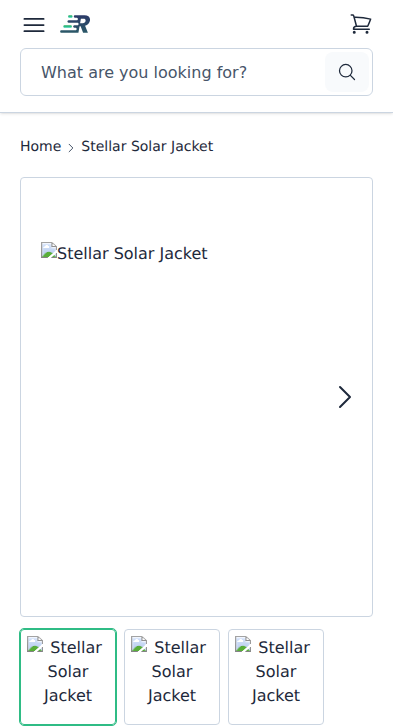 What are you looking for?
Home
Stellar Solar Jacket
Stellar Solar Jacket
Stellar
Solar
Jacket
Stellar
Solar
Jacket
Stellar
Solar
Jacket